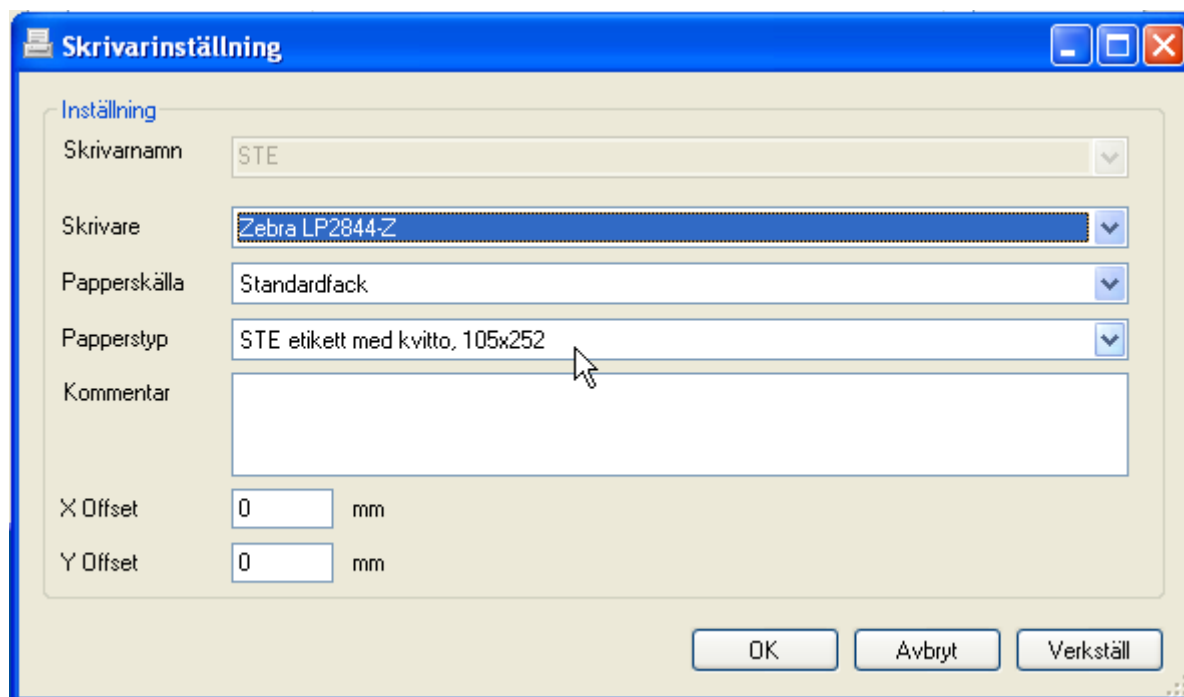 Skrivarinställning
Inställning
Skrivarnamn STE
Skrivare Zebra LP2844-Z
Papperskälla Standardfack
Papperstyp STE etikett med kvitto, 105x252
Kommentar
X Offset 0 mm
Y Offset 0 mm
OK Avbryt Verkställ